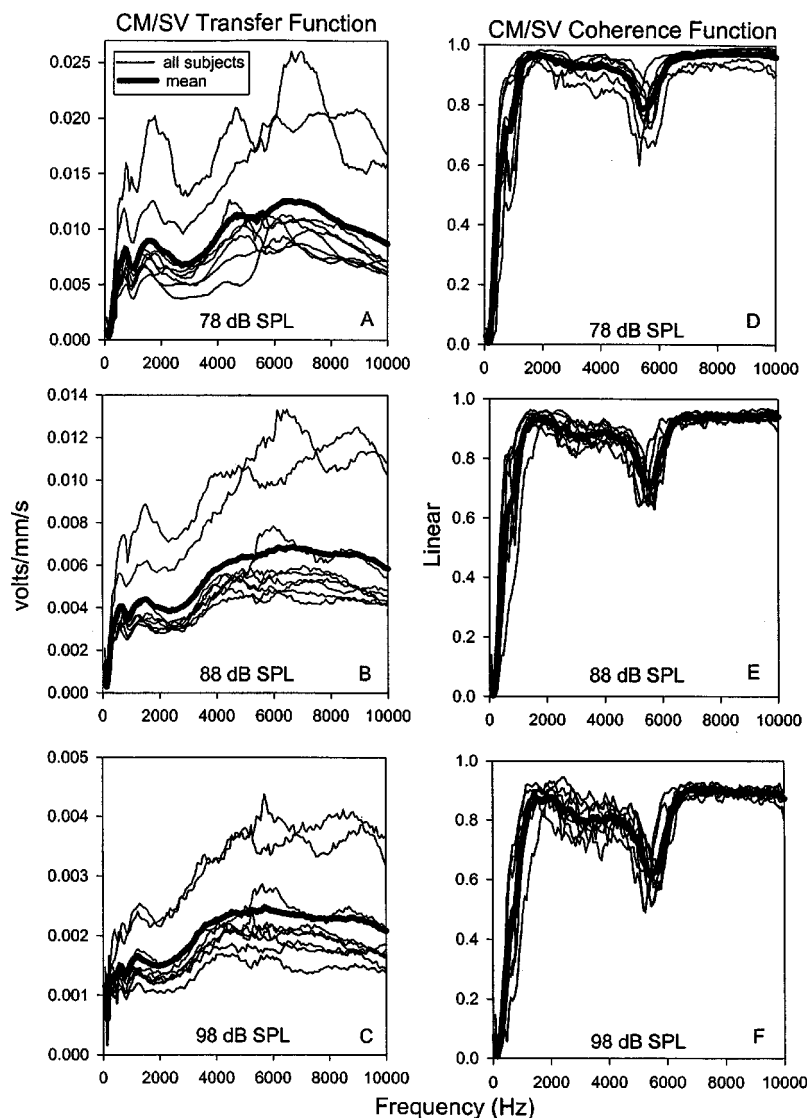 CM/SV Transfer Function
all subjects
mean
0.025
0.020
0.015
0.010
0.005
0.000
78 dB SPL
A
0 2000 4000 6000 8000 10000
CM/SV Coherence Function
1.0
0.8
0.6
0.4
0.2
0.0
78 dB SPL
D
0 2000 4000 6000 8000 10000
volts/mm/s
0.014
0.012
0.010
0.008
0.006
0.004
0.002
0.000
88 dB SPL
B
0 2000 4000 6000 8000 10000
Linear
1.0
0.8
0.6
0.4
0.2
0.0
88 dB SPL
E
0 2000 4000 6000 8000 10000
0.005
0.004
0.003
0.002
0.001
0.000
98 dB SPL
C
0 2000 4000 6000 8000 10000
1.0
0.8
0.6
0.4
0.2
0.0
98 dB SPL
F
0 2000 4000 6000 8000 10000
Frequency (Hz)